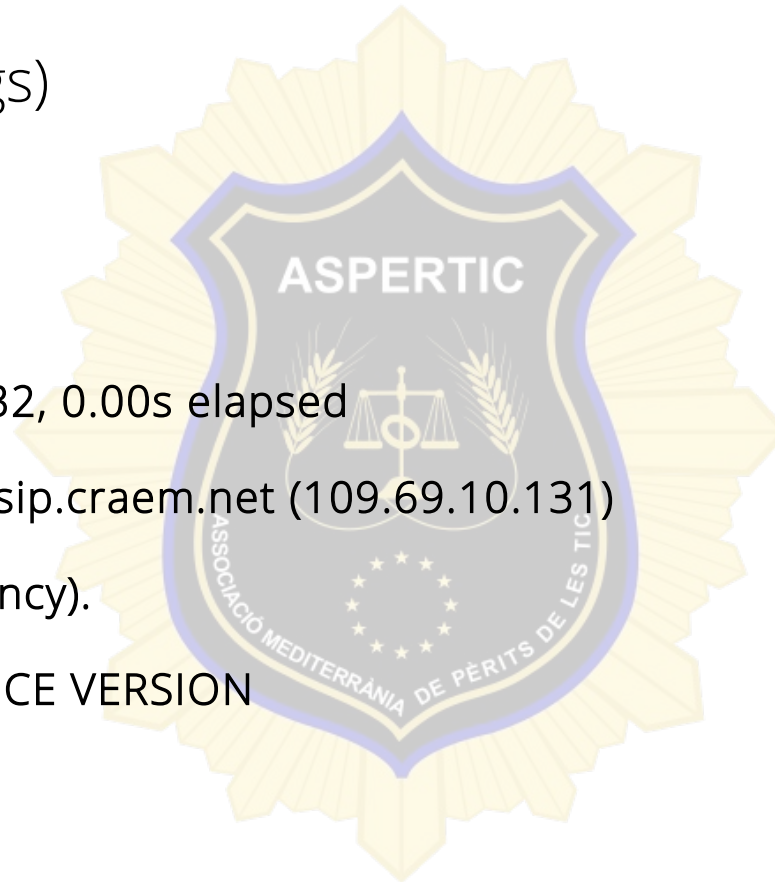 gs)
ASPERTIC
32, 0.00s elapsed
sip.craem.net (109.69.10.131)
ncy).
CE VERSION
ASSOCIACIÓ MEDITERRÀNIA DE PÈRITS DE LES TIC